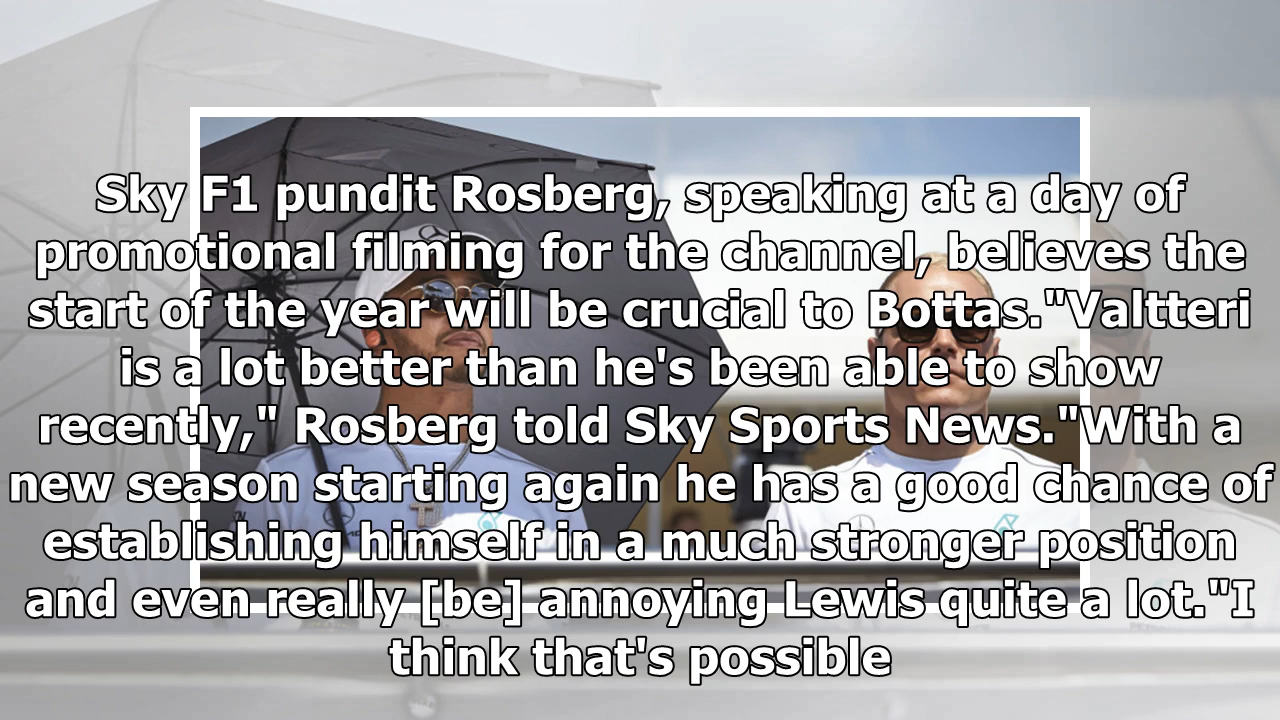 Sky F1 pundit Rosberg, speaking at a day of
promotional filming for the channel, believes the
start of the year will be crucial to Bottas."Valtteri
is a lot better than he's been able to show
recently," Rosberg told Sky Sports News."With a
new season starting again he has a good chance of
establishing himself in a much stronger position
and even really [be] annoying Lewis quite a lot."I
think that's possible